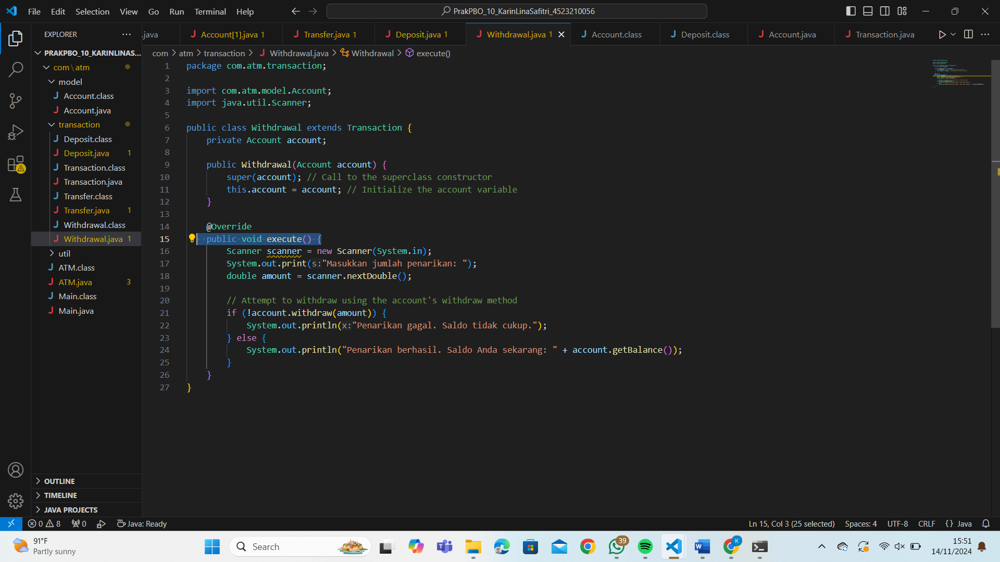 File Edit Selection View Go Run Terminal Help
PrakPBO_10_KarinLinaSafitri_4523210056
EXPLORER
.java
Account[1].java 1
Transfer.java 1
Deposit.java 1
Withdrawal.java 1
Account.class
Deposit.class
Account.java
Transaction.java
com > atm > transaction > Withdrawal.java > Withdrawal > execute()
PRAKPBO_10_KARINLINAS...
com\atm
model
Account.class
Account.java
transaction
Deposit.class
Deposit.java 1
Transaction.class
Transaction.java
Transfer.class
Transfer.java 1
Withdrawal.class
Withdrawal.java 1
util
ATM.class
ATM.java 3
Main.class
Main.java
OUTLINE
TIMELINE
JAVA PROJECTS
1 package com.atm.transaction;
2
3 import com.atm.model.Account;
4 import java.util.Scanner;
5
6 public class Withdrawal extends Transaction {
7 private Account account;
8
9 public Withdrawal(Account account) {
10 super(account); // Call to the superclass constructor
11 this.account = account; // Initialize the account variable
12 }
13
14 @Override
15 public void execute() {
16 Scanner scanner = new Scanner(System.in);
17 System.out.print(s:"Masukkan jumlah penarikan: ");
18 double amount = scanner.nextDouble();
19
20 // Attempt to withdraw using the account's withdraw method
21 if (!account.withdraw(amount)) {
22 System.out.println(x:"Penarikan gagal. Saldo tidak cukup.");
23 } else {
24 System.out.println("Penarikan berhasil. Saldo Anda sekarang: " + account.getBalance());
25 }
26 }
27 }
0 8 0 Java: Ready
Ln 15, Col 3 (25 selected) Spaces: 4 UTF-8 CRLF {} Java
91°F
Partly sunny
Search
39
K
15:51
14/11/2024